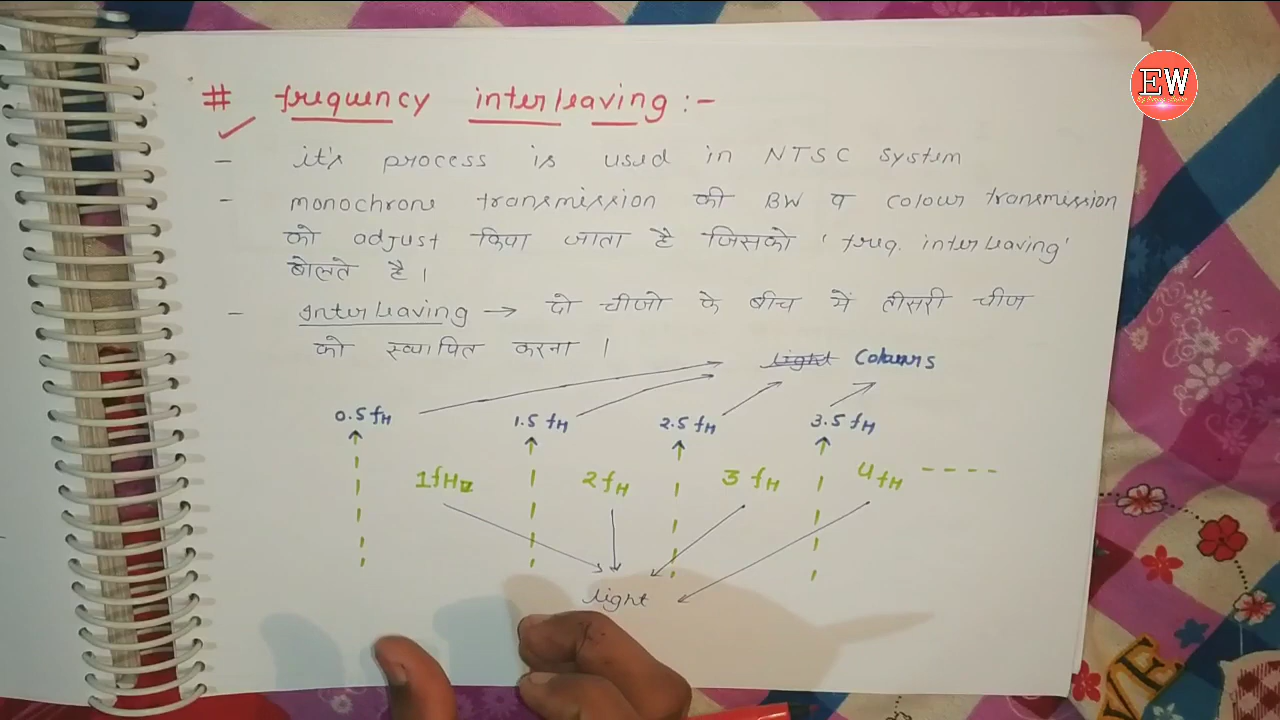 EW
# frequency interleaving :-
- it's process is used in NTSC system
- monochrome transmission की BW व colour transmission
को adjust किया जाता है जिसको 'freq. interleaving'
बोलते है।
- Interleaving → दो चीजो के बीच में तीसरी चीज
को स्थापित करना ।
light Colours
0.5 fH 1.5 fH 2.5 fH 3.5 fH
1fH 2fH 3 fH 4fH ----
light
VE